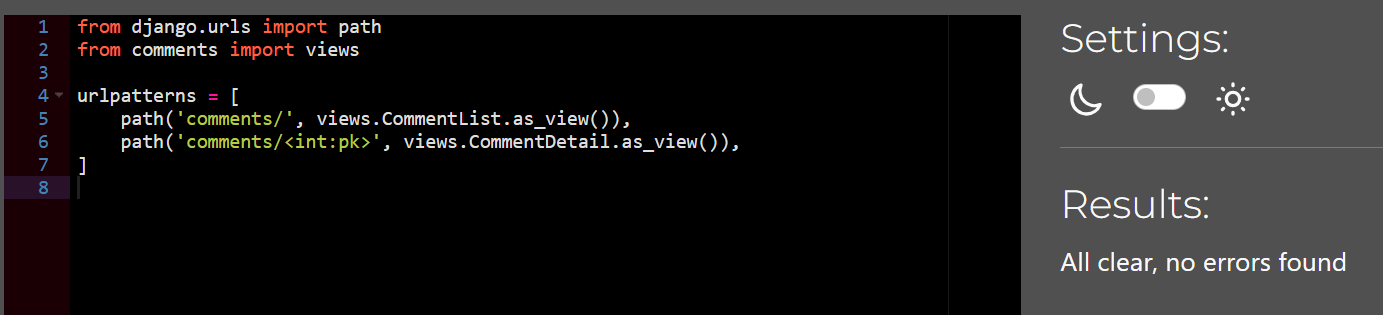 1 from django.urls import path
2 from comments import views
3
4 urlpatterns = [
5     path('comments/', views.CommentList.as_view()),
6     path('comments/<int:pk>', views.CommentDetail.as_view()),
7 ]
8
Settings:
Results:
All clear, no errors found